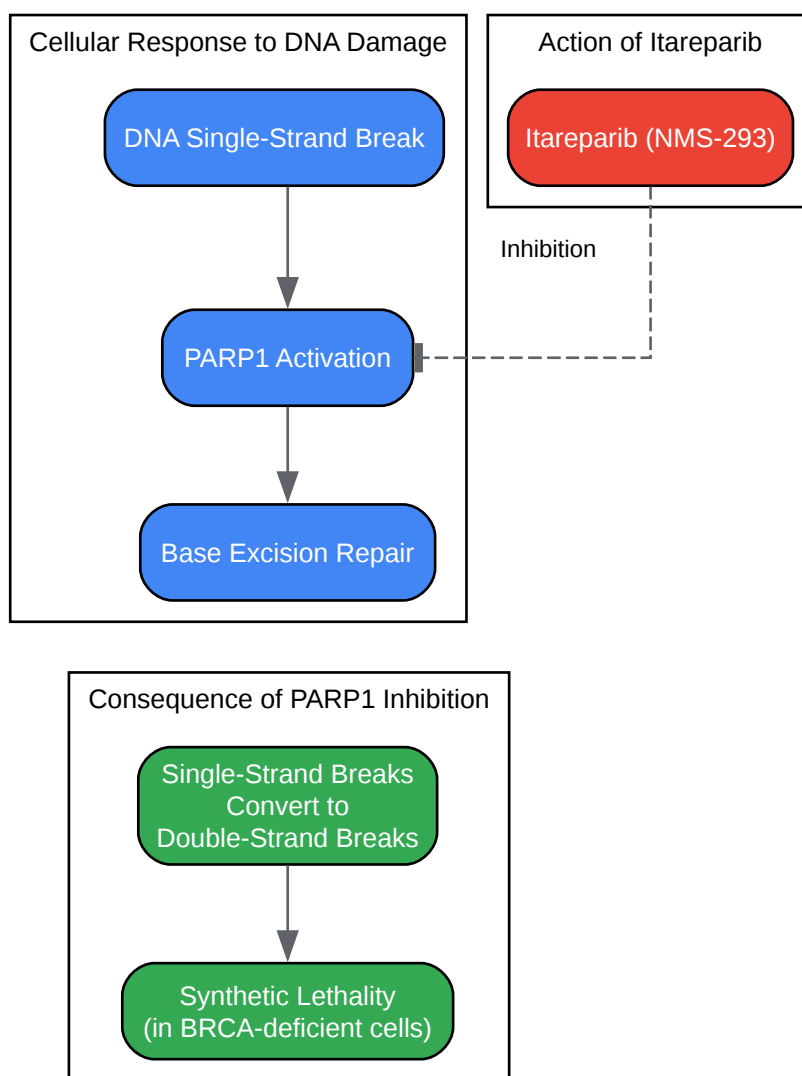 Cellular Response to DNA Damage
Action of Itareparib
DNA Single-Strand Break
Itareparib (NMS-293)
Inhibition
PARP1 Activation
Base Excision Repair
Consequence of PARP1 Inhibition
Single-Strand Breaks
Convert to
Double-Strand Breaks
Synthetic Lethality
(in BRCA-deficient cells)